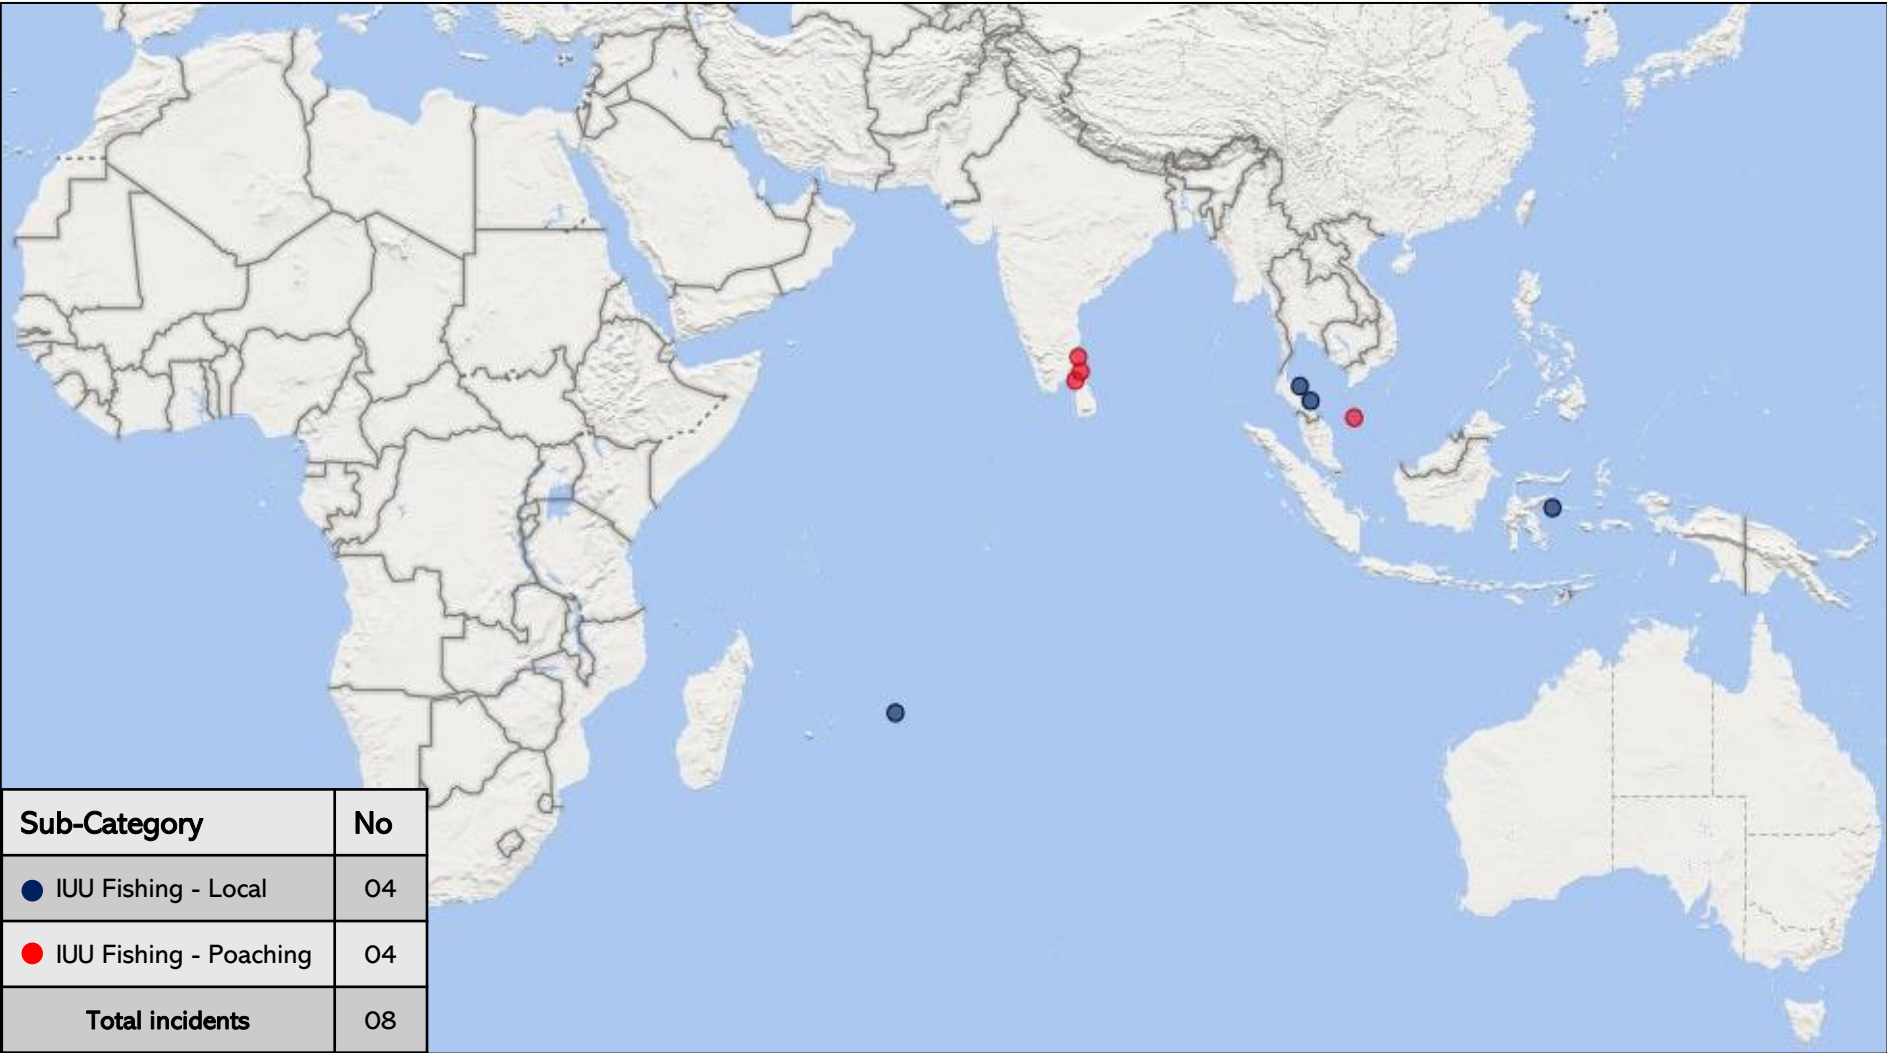 Sub-Category No
IUU Fishing - Local 04
IUU Fishing - Poaching 04
Total incidents 08